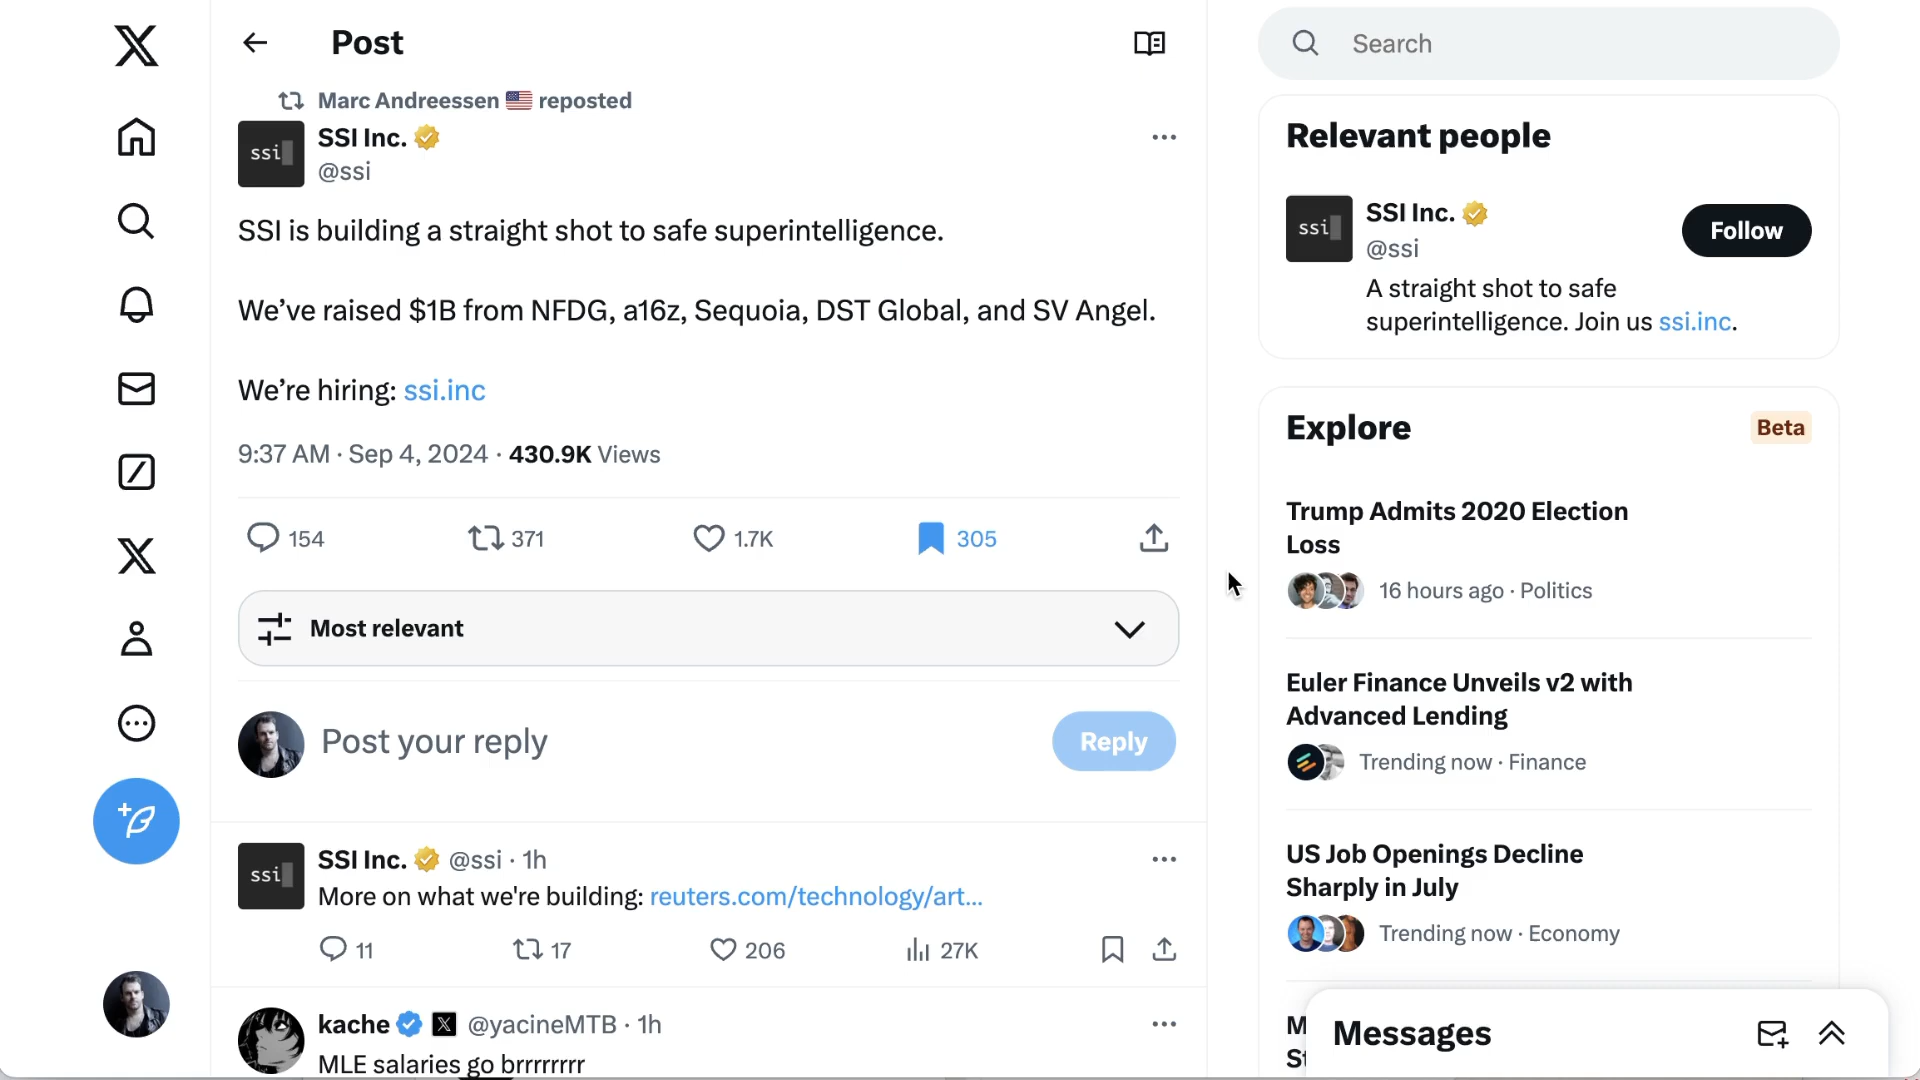 Post
Marc Andreessen 🇺🇸 reposted
ssi
SSI Inc.
@ssi
SSI is building a straight shot to safe superintelligence.
We’ve raised $1B from NFDG, a16z, Sequoia, DST Global, and SV Angel.
We’re hiring: ssi.inc
9:37 AM · Sep 4, 2024 · 430.9K Views
154 371 1.7K 305
Most relevant
Post your reply
Reply
ssi
SSI Inc. @ssi · 1h
More on what we're building: reuters.com/technology/art…
11 17 206 27K
kache @yacineMTB · 1h
MLE salaries go brrrrrrrr
Search
Relevant people
ssi
SSI Inc.
@ssi
Follow
A straight shot to safe
superintelligence. Join us ssi.inc.
Explore
Beta
Trump Admits 2020 Election
Loss
16 hours ago · Politics
Euler Finance Unveils v2 with
Advanced Lending
Trending now · Finance
US Job Openings Decline
Sharply in July
Trending now · Economy
Messages